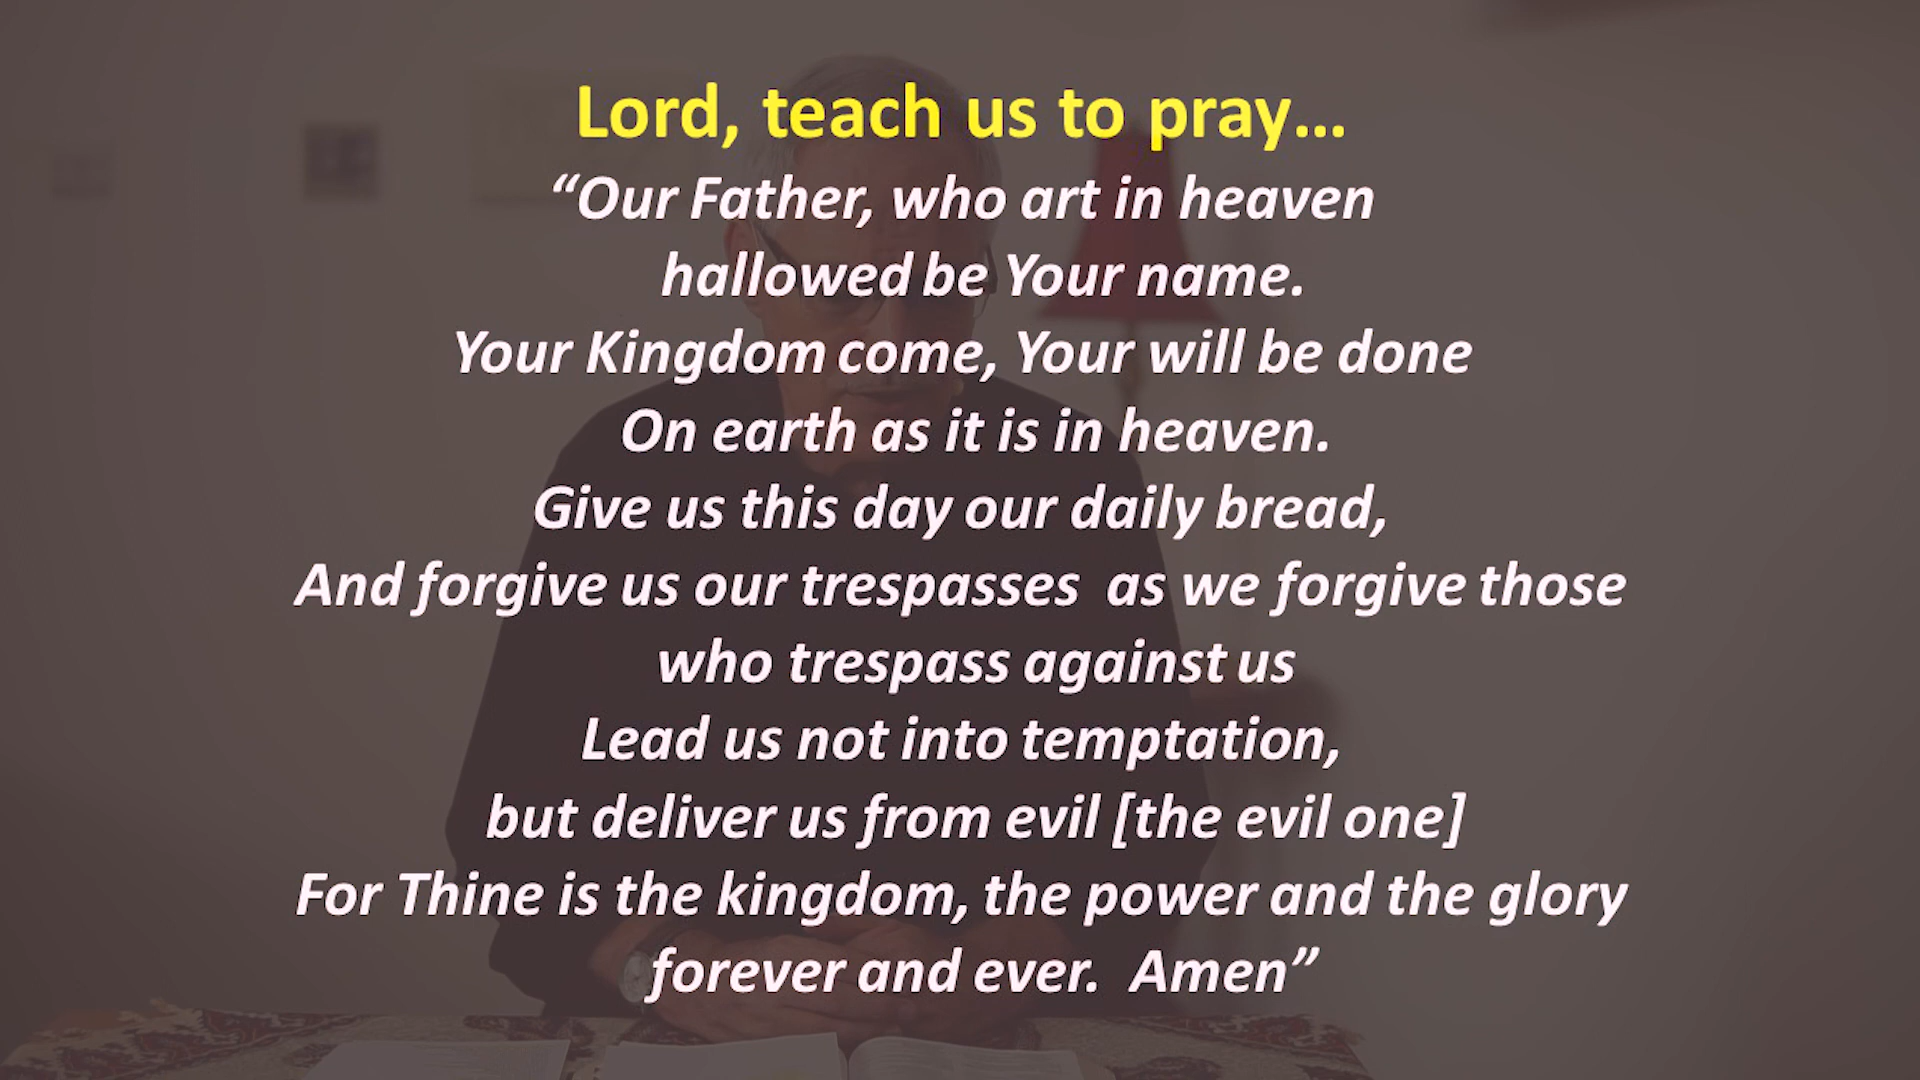 Lord, teach us to pray...
“Our Father, who art in heaven
hallowed be Your name.
Your Kingdom come, Your will be done
On earth as it is in heaven.
Give us this day our daily bread,
And forgive us our trespasses  as we forgive those
who trespass against us
Lead us not into temptation,
but deliver us from evil [the evil one]
For Thine is the kingdom, the power and the glory
forever and ever.  Amen”